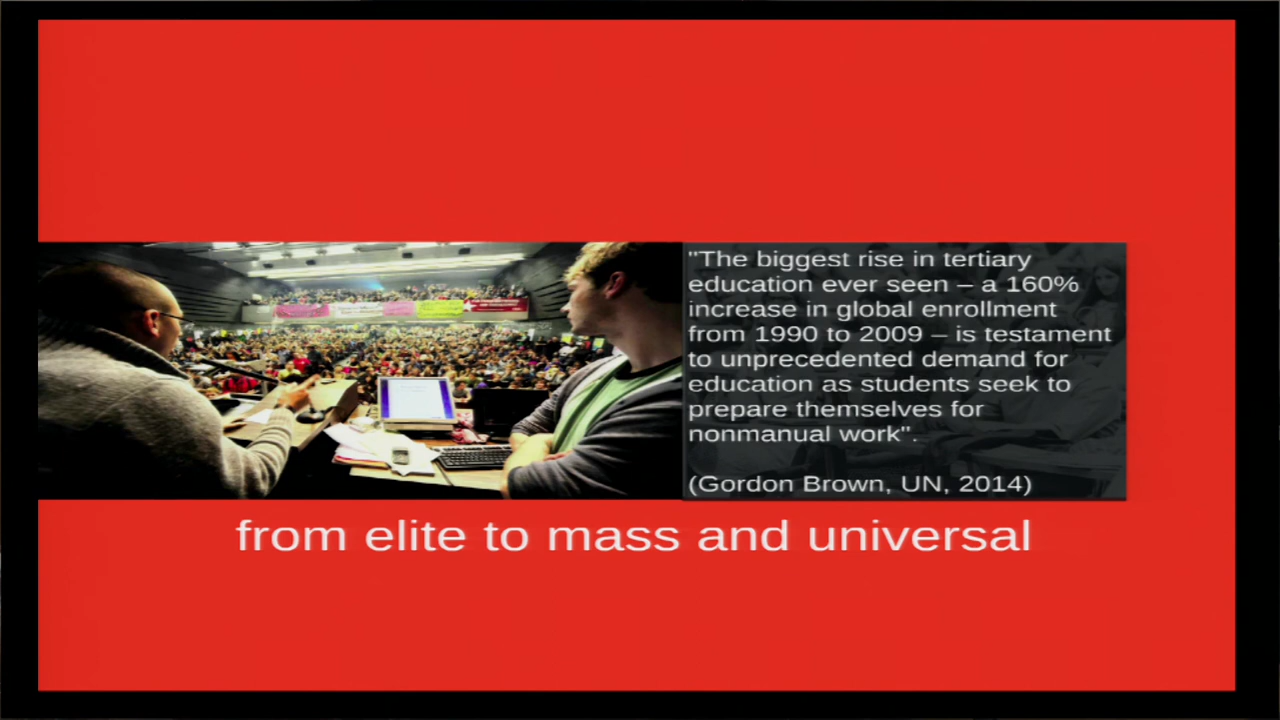 "The biggest rise in tertiary
education ever seen – a 160%
increase in global enrollment
from 1990 to 2009 – is testament
to unprecedented demand for
education as students seek to
prepare themselves for
nonmanual work".
(Gordon Brown, UN, 2014)
from elite to mass and universal